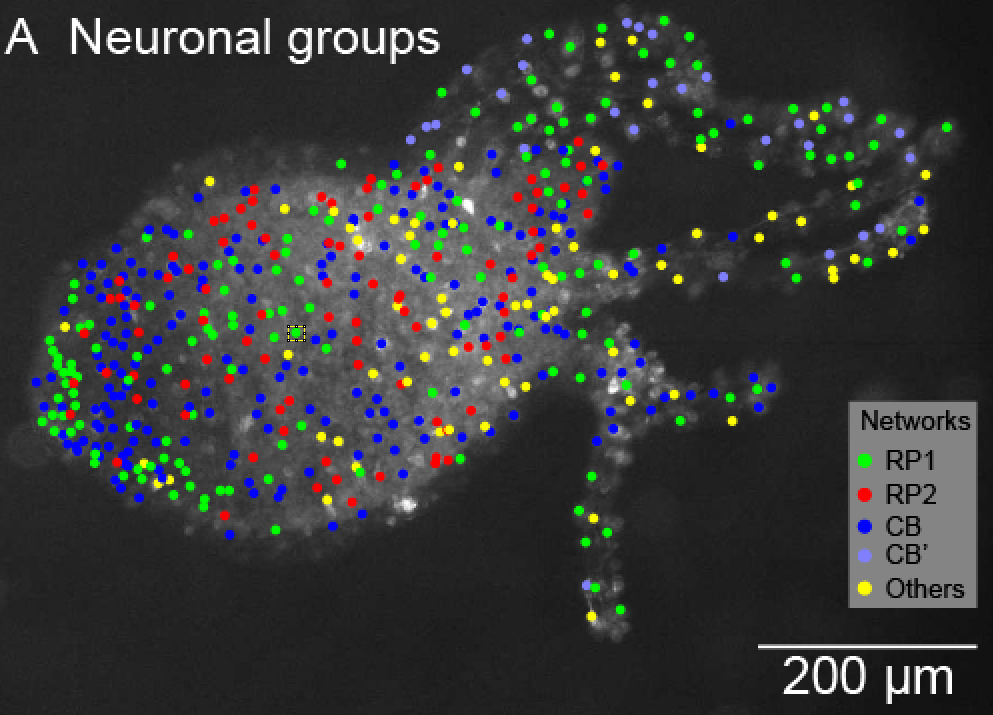 A Neuronal groups
Networks
RP1
RP2
CB
CB'
Others
200 µm